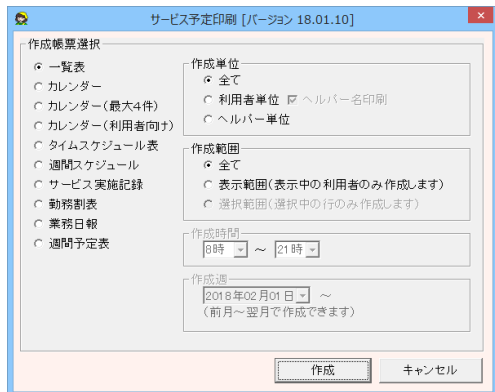 サービス予定印刷 [バージョン 18.01.10]
作成帳票選択
一覧表
カレンダー
カレンダー(最大4件)
カレンダー(利用者向け)
タイムスケジュール表
週間スケジュール
サービス実施記録
勤務割表
業務日報
週間予定表
作成単位
全て
利用者単位 ヘルパー名印刷
ヘルパー単位
作成範囲
全て
表示範囲(表示中の利用者のみ作成します)
選択範囲(選択中の行のみ作成します)
作成時間
8時 ～ 21時
作成週
2018年02月01日 ～
(前月～翌月で作成できます)
作成 キャンセル